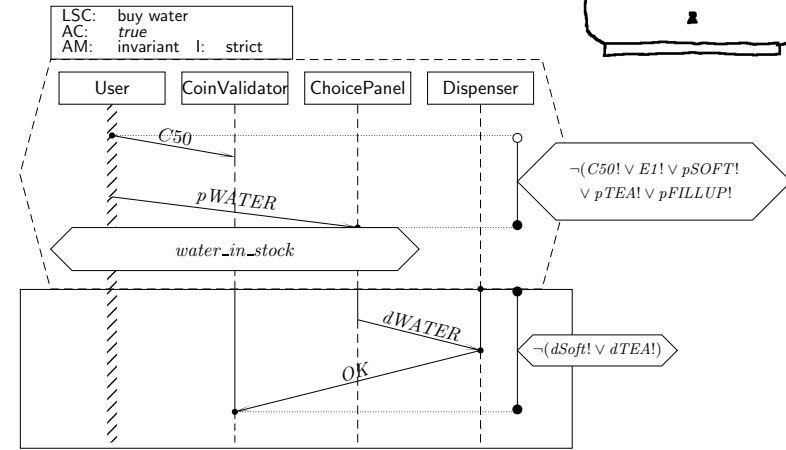 LSC: buy water
AC: true
AM: invariant I: strict
User
CoinValidator
ChoicePanel
Dispenser
C50
¬(C50! ∨ E1! ∨ pSOFT!
∨ pTEA! ∨ pFILLUP!
pWATER
water_in_stock
dWATER
¬(dSoft! ∨ dTEA!)
OK